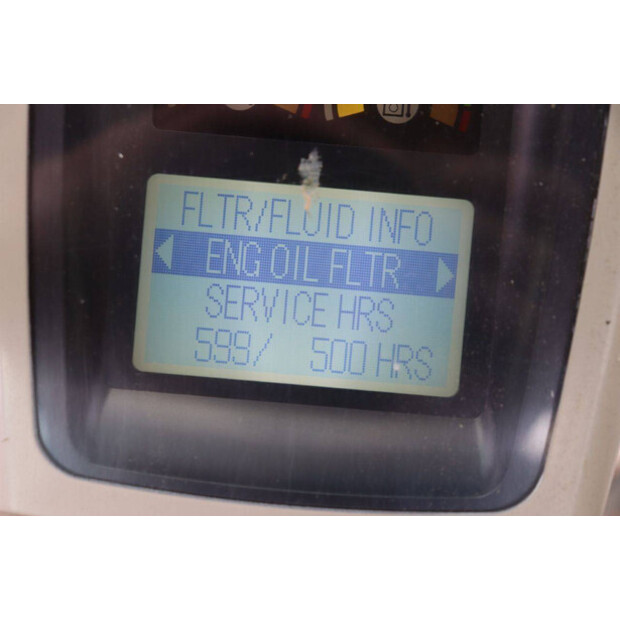 FLTR/FLUID INFO
ENG OIL FLTR
SERVICE HRS
599/ 500 HRS